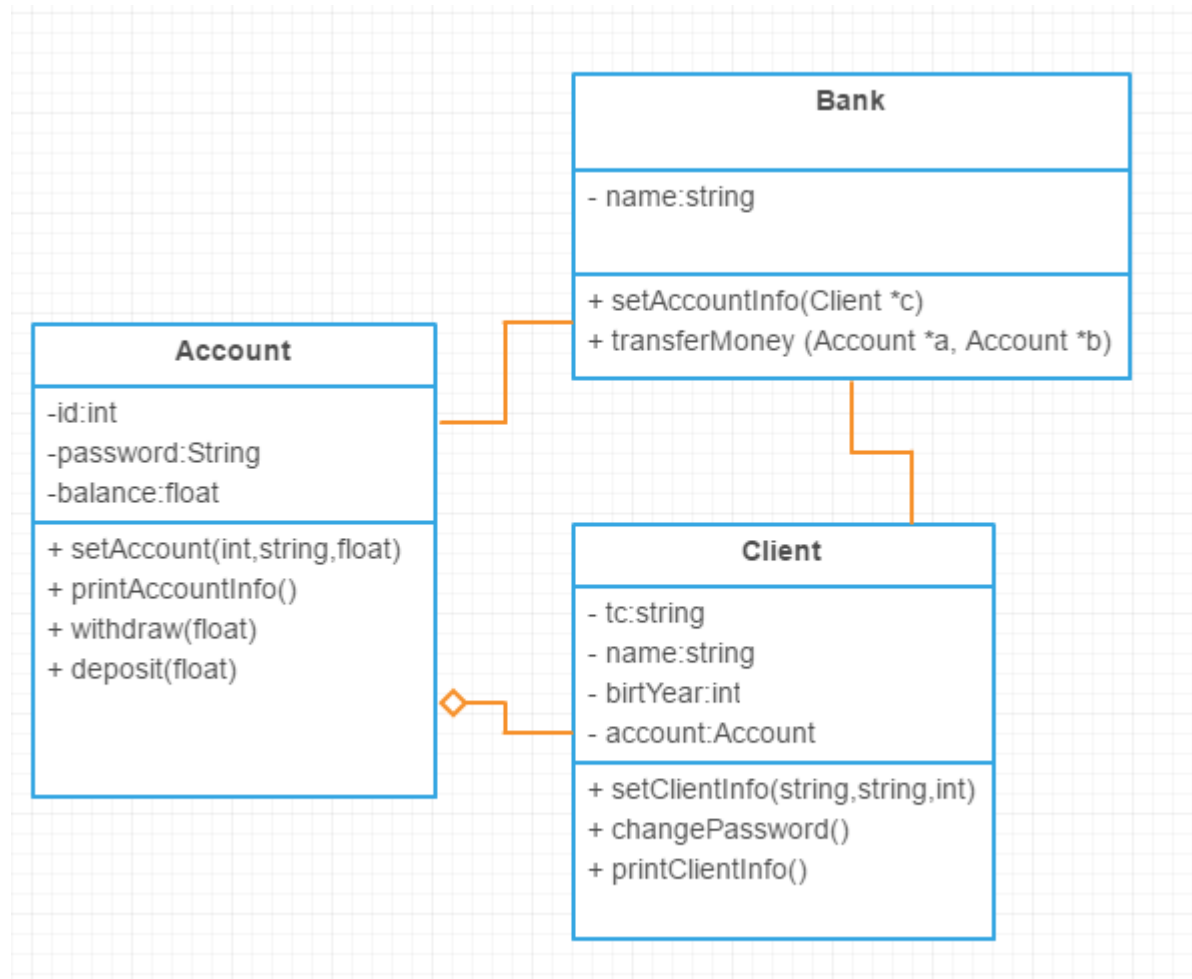 Bank
- name:string
+ setAccountInfo(Client *c)
+ transferMoney (Account *a, Account *b)
Account
-id:int
-password:String
-balance:float
+ setAccount(int,string,float)
+ printAccountInfo()
+ withdraw(float)
+ deposit(float)
Client
- tc:string
- name:string
- birtYear:int
- account:Account
+ setClientInfo(string,string,int)
+ changePassword()
+ printClientInfo()